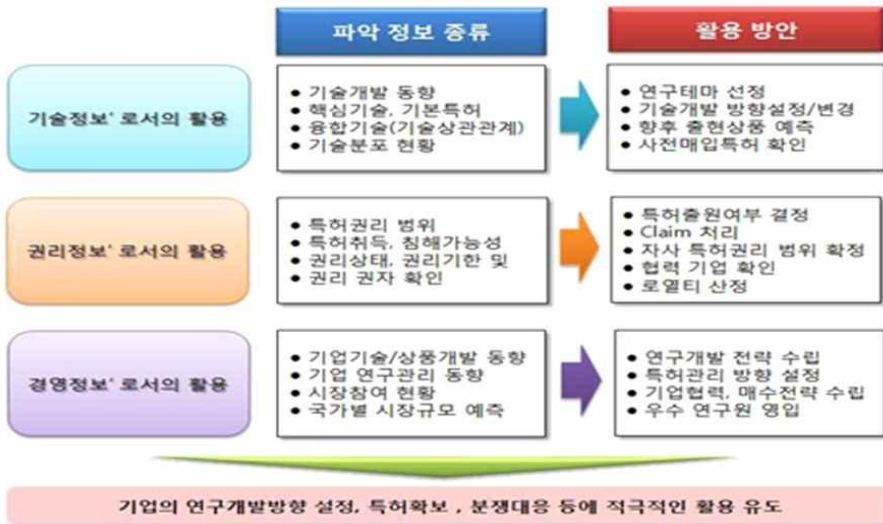 파악 정보 종류
활용 방안
기술정보' 로서의 활용
• 기술개발 동향
• 핵심기술, 기본특허
• 융합기술(기술상관관계)
• 기술분포 현황
• 연구테마 선정
• 기술개발 방향설정/변경
• 향후 출현상품 예측
• 사전매입특허 확인
권리정보' 로서의 활용
• 특허권리 범위
• 특허취득, 침해가능성
• 권리상태, 권리기한 및
• 권리 권자 확인
• 특허출원여부 결정
• Claim 처리
• 자사 특허권리 범위 확정
• 협력 기업 확인
• 로열티 산정
경영정보' 로서의 활용
• 기업기술/상품개발 동향
• 기업 연구관리 동향
• 시장참여 현황
• 국가별 시장규모 예측
• 연구개발 전략 수립
• 특허관리 방향 설정
• 기업협력, 매수전략 수립
• 우수 연구원 영입
기업의 연구개발방향 설정, 특허확보 , 분쟁대응 등에 적극적인 활용 유도